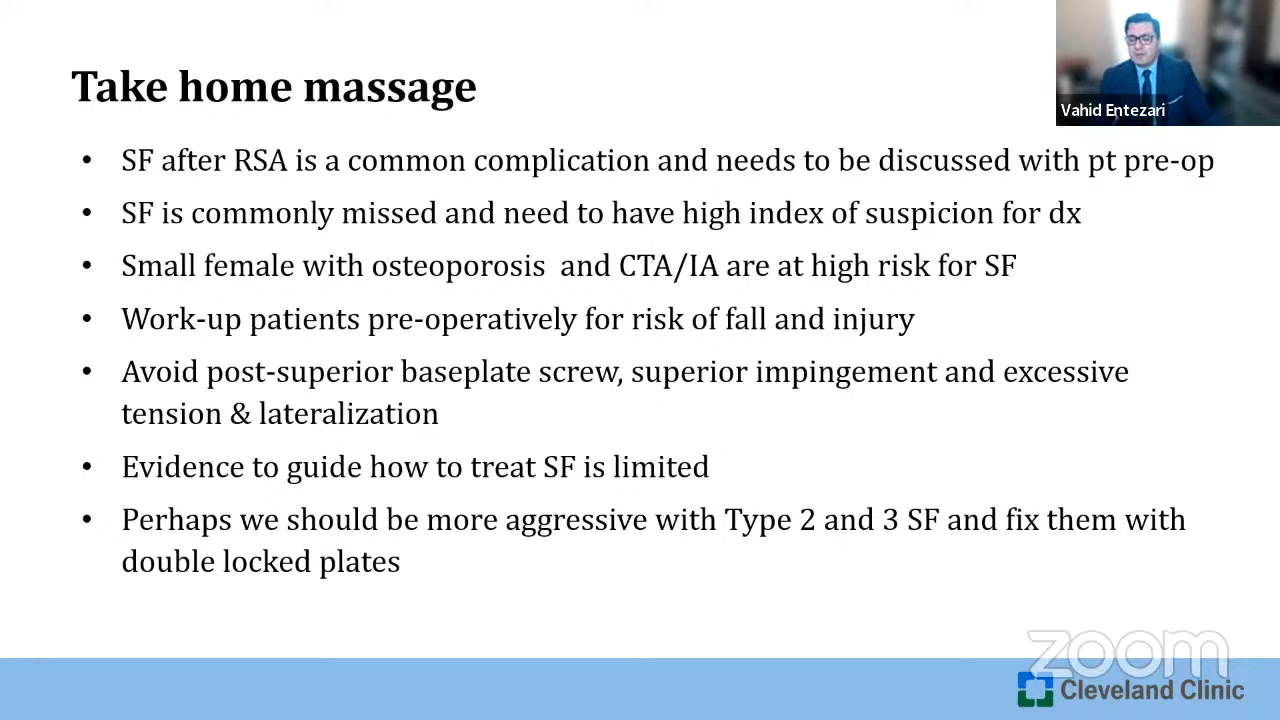 Take home massage
Vahid Entezari
• SF after RSA is a common complication and needs to be discussed with pt pre-op
• SF is commonly missed and need to have high index of suspicion for dx
• Small female with osteoporosis  and CTA/IA are at high risk for SF
• Work-up patients pre-operatively for risk of fall and injury
• Avoid post-superior baseplate screw, superior impingement and excessive
tension & lateralization
• Evidence to guide how to treat SF is limited
• Perhaps we should be more aggressive with Type 2 and 3 SF and fix them with
double locked plates
zoom
Cleveland Clinic